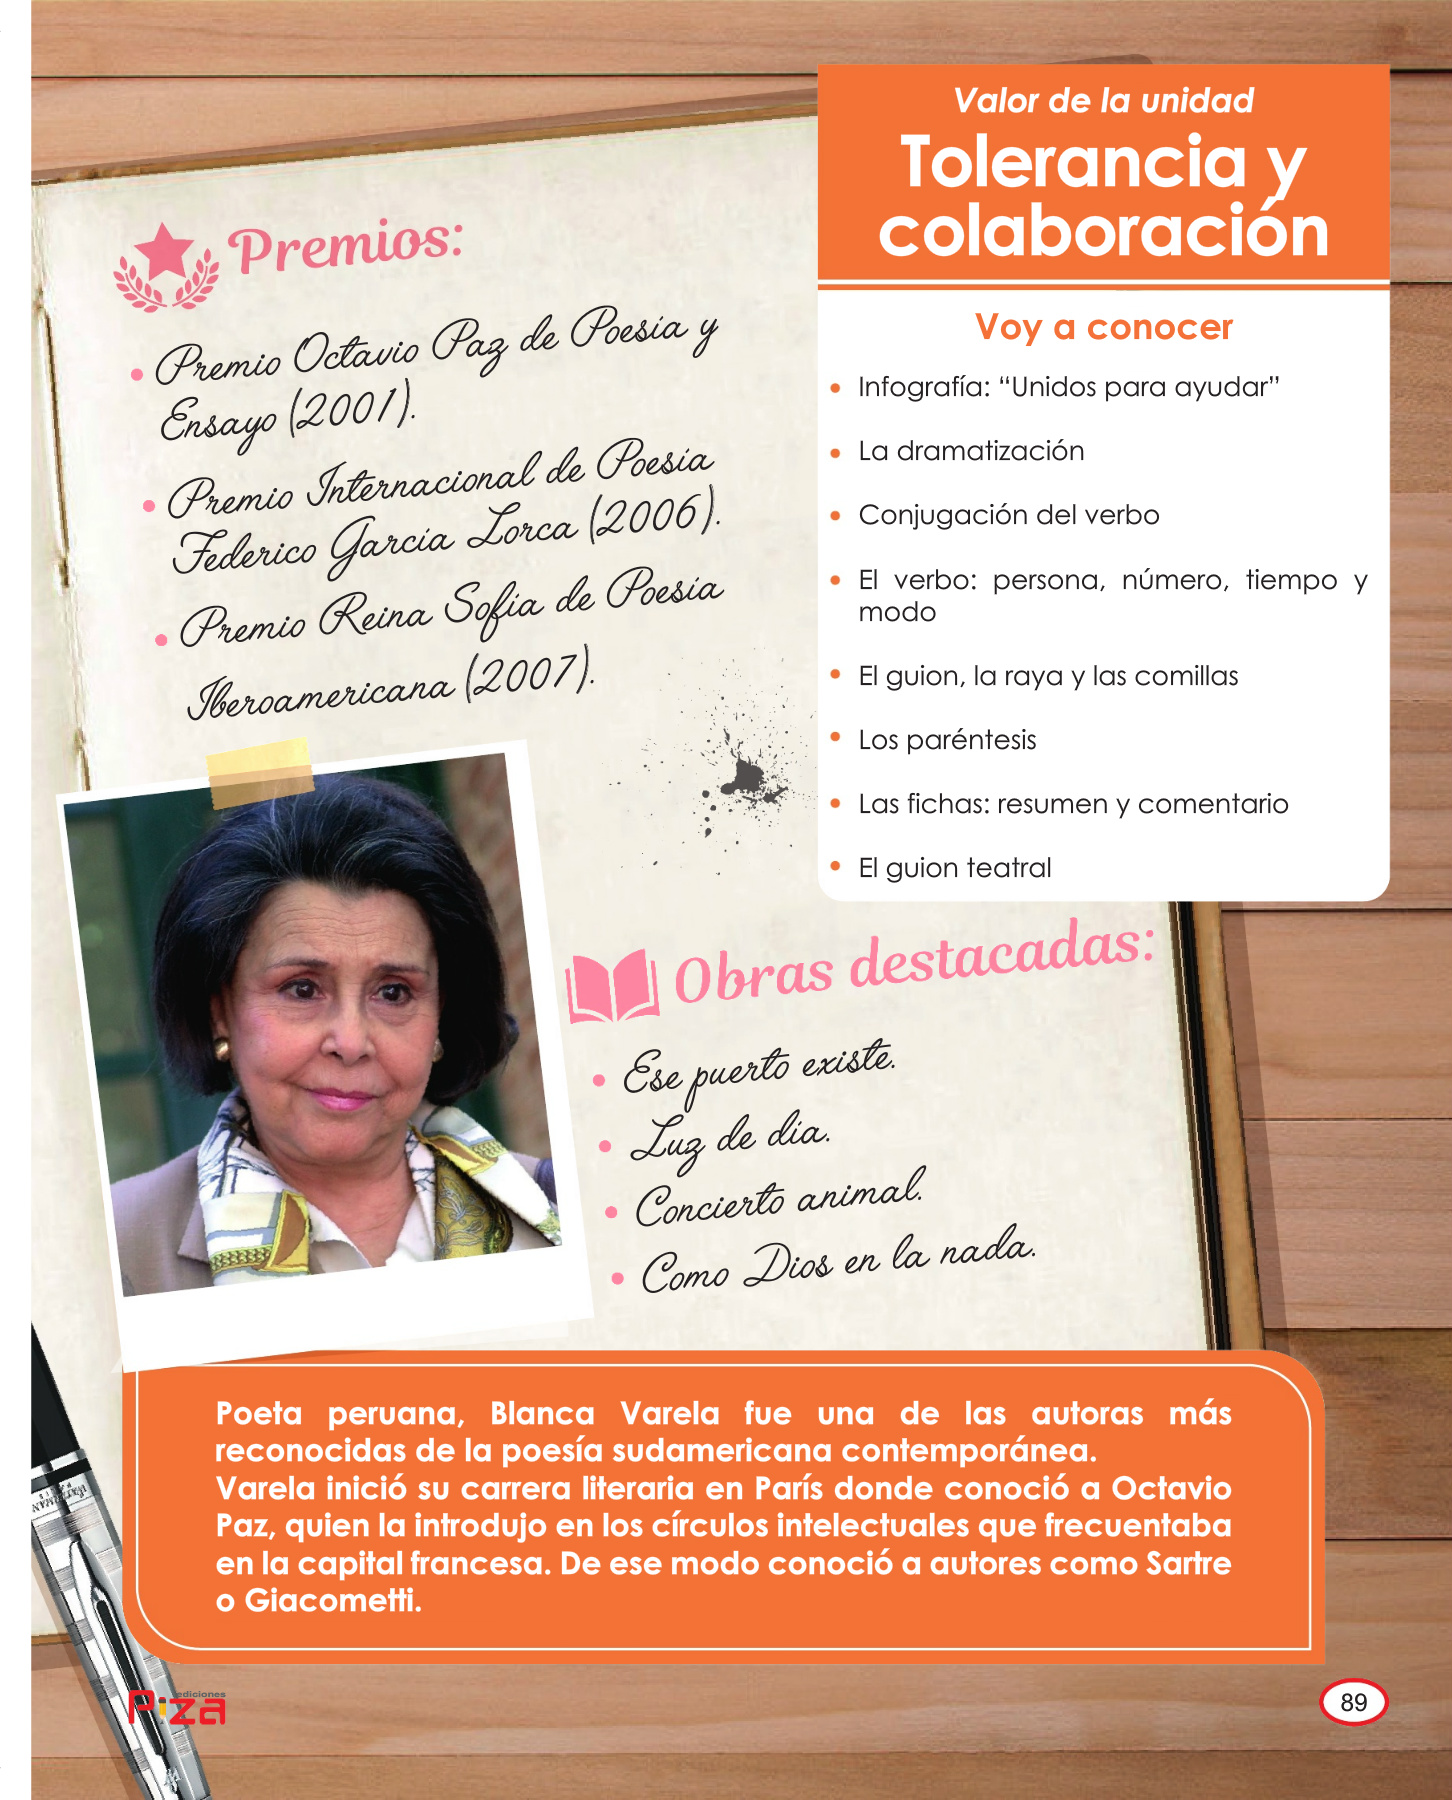 Valor de la unidad
Tolerancia y
colaboración
Premios:
• Premio Octavio Paz de Poesía y
Ensayo (2001).
• Premio Internacional de Poesía
Federico García Lorca (2006).
• Premio Reina Sofía de Poesía
Iberoamericana (2007).
Voy a conocer
• Infografía: “Unidos para ayudar”
• La dramatización
• Conjugación del verbo
• El verbo: persona, número, tiempo y
modo
• El guion, la raya y las comillas
• Los paréntesis
• Las fichas: resumen y comentario
• El guion teatral
Obras destacadas:
• Ese puerto existe.
• Luz de día.
• Concierto animal.
• Como Dios en la nada.
Poeta peruana, Blanca Varela fue una de las autoras más
reconocidas de la poesía sudamericana contemporánea.
Varela inició su carrera literaria en París donde conoció a Octavio
Paz, quien la introdujo en los círculos intelectuales que frecuentaba
en la capital francesa. De ese modo conoció a autores como Sartre
o Giacometti.
WATERMAN
ediciones
Piza
89